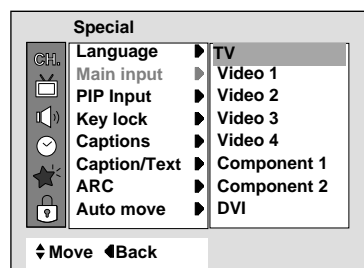 Special
CH.
Language
Main input
PIP Input
Key lock
Captions
Caption/Text
ARC
Auto move
TV
Video 1
Video 2
Video 3
Video 4
Component 1
Component 2
DVI
Move Back